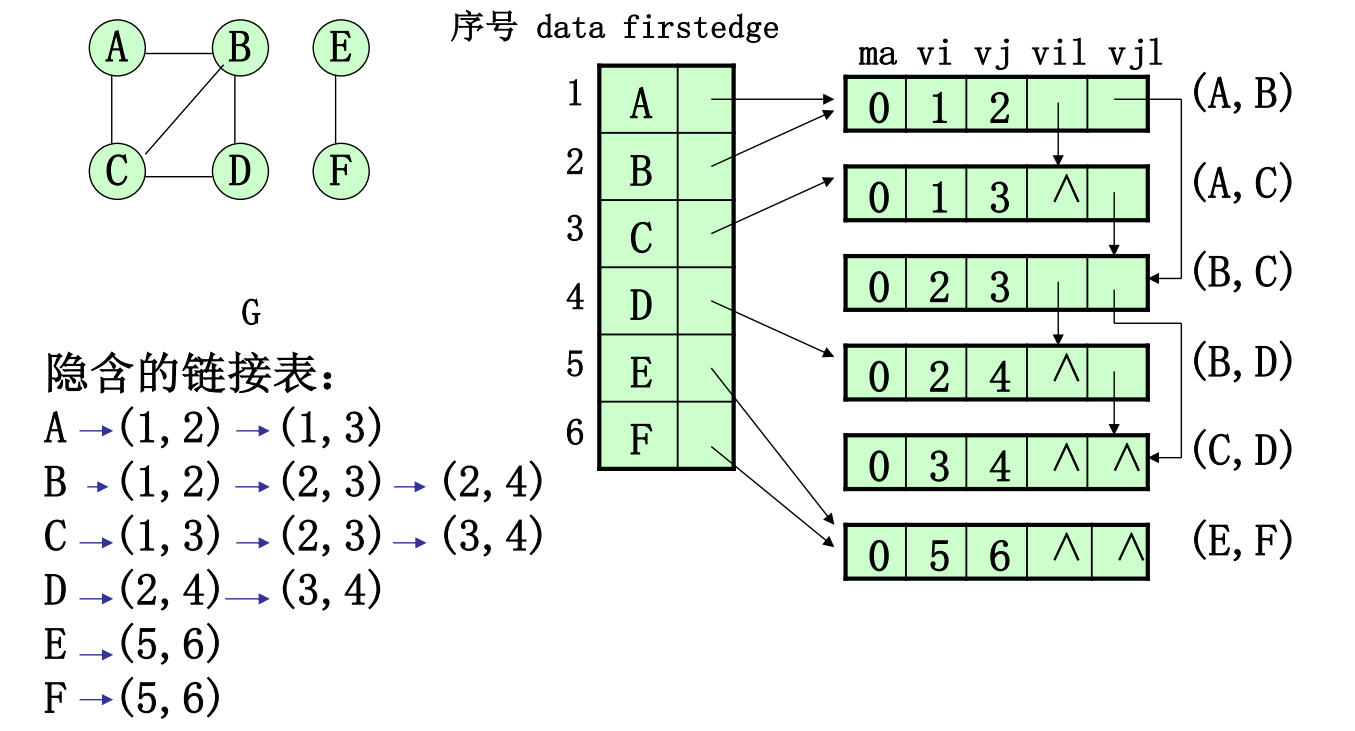 A B E
C D F
G
隐含的链接表：
A (1,2) (1,3)
B (1,2) (2,3) (2,4)
C (1,3) (2,3) (3,4)
D (2,4) (3,4)
E (5,6)
F (5,6)
序号 data firstedge
1 A
2 B
3 C
4 D
5 E
6 F
ma vi vj vil vjl
0 1 2 (A,B)
0 1 3 ∧ (A,C)
0 2 3 (B,C)
0 2 4 ∧ (B,D)
0 3 4 ∧ ∧ (C,D)
0 5 6 ∧ ∧ (E,F)